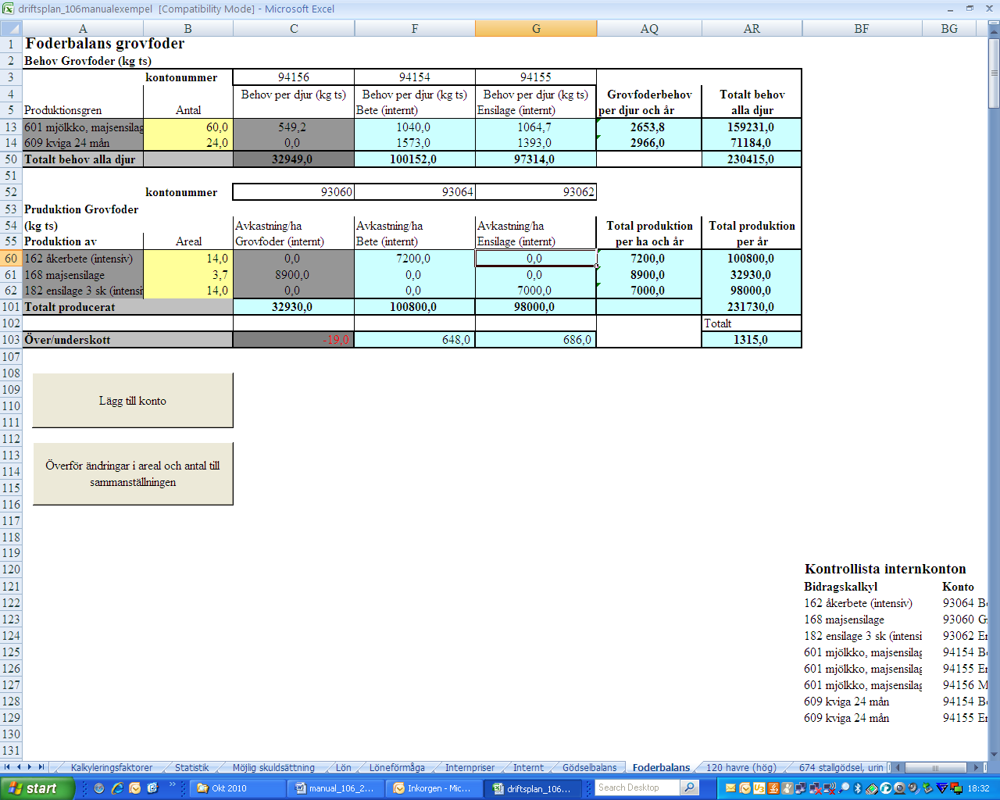 driftsplan_106manualexempel [Compatibility Mode] - Microsoft Excel
A B C F G AQ AR BF BG
1 Foderbalans grovfoder
2 Behov Grovfoder (kg ts)
3 kontonummer 94156 94154 94155
4 Behov per djur (kg ts) Behov per djur (kg ts) Behov per djur (kg ts) Grovfoderbehov Totalt behov
5 Produktionsgren Antal Bete (internt) Ensilage (internt) per djur och år alla djur
13 601 mjölkko, majsensilag 60,0 549,2 1040,0 1064,7 2653,8 159231,0
14 609 kviga 24 mån 24,0 0,0 1573,0 1393,0 2966,0 71184,0
50 Totalt behov alla djur 32949,0 100152,0 97314,0 230415,0
51
52 kontonummer 93060 93064 93062
53 Pruduktion Grovfoder
54 (kg ts) Avkastning/ha Avkastning/ha Avkastning/ha Total produktion Total produktion
55 Produktion av Areal Grovfoder (internt) Bete (internt) Ensilage (internt) per ha och år per år
60 162 åkerbete (intensiv) 14,0 0,0 7200,0 0,0 7200,0 100800,0
61 168 majsensilage 3,7 8900,0 0,0 0,0 8900,0 32930,0
62 182 ensilage 3 sk (intensi 14,0 0,0 0,0 7000,0 7000,0 98000,0
101 Totalt producerat 32930,0 100800,0 98000,0 231730,0
102 Totalt
103 Över/underskott -19,0 648,0 686,0 1315,0
107
108
109 Lägg till konto
110
111
112
113
114 Överför ändringar i areal och antal till
115 sammanställningen
116
117
118
119
120 Kontrollista internkonton
121 Bidragskalkyl Konto
122 162 åkerbete (intensiv) 93064 Be
123 168 majsensilage 93060 G
124 182 ensilage 3 sk (intensi 93062 En
125 601 mjölkko, majsensilag 94154 Be
126 601 mjölkko, majsensilag 94155 En
127 601 mjölkko, majsensilag 94156 M
128 609 kviga 24 mån 94154 Be
129 609 kviga 24 mån 94155 En
130
131
Kalkyleringsfaktorer Statistik Möjlig skuldsättning Lön Löneförmåga Internpriser Internt Gödselbalans Foderbalans 120 havre (hög) 674 stallgödsel, urin
start Okt 2010 manual_106_2... Inkorgen - Mic... driftsplan_106... Search Desktop 18:32